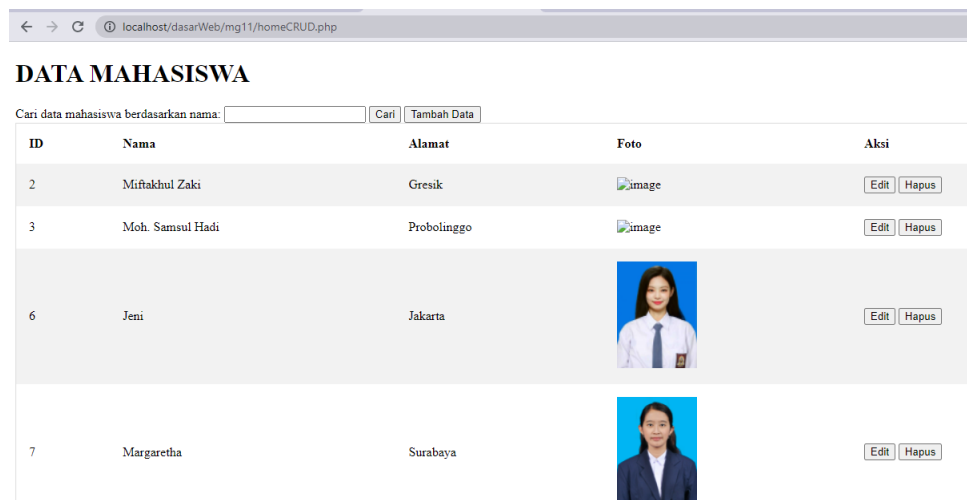 localhost/dasarWeb/mg11/homeCRUD.php
DATA MAHASISWA
Cari data mahasiswa berdasarkan nama: Cari Tambah Data
ID Nama Alamat Foto Aksi
2 Miftakhul Zaki Gresik image Edit Hapus
3 Moh. Samsul Hadi Probolinggo image Edit Hapus
6 Jeni Jakarta Edit Hapus
7 Margaretha Surabaya Edit Hapus